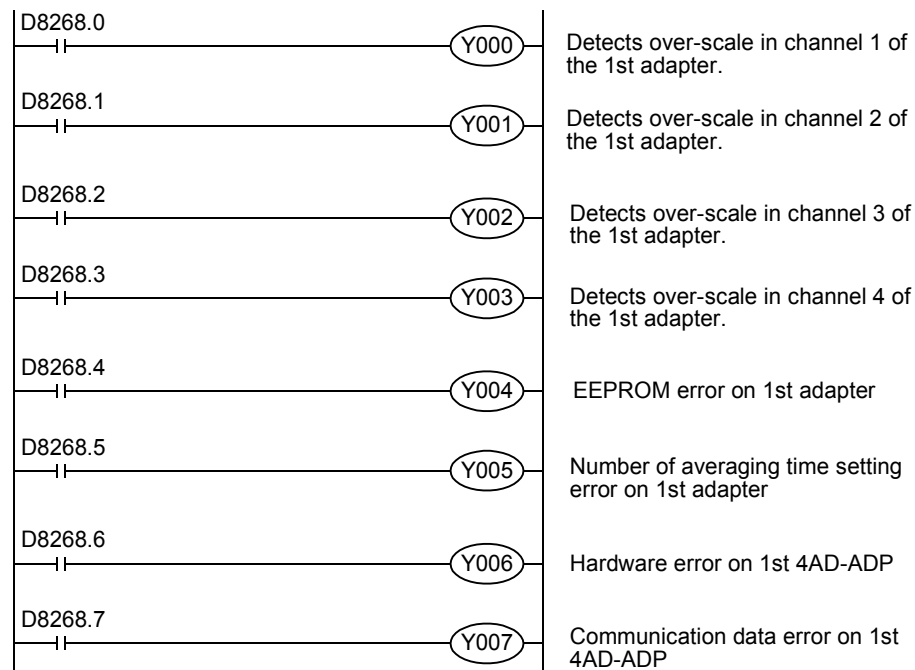 D8268.0
Y000
Detects over-scale in channel 1 of
the 1st adapter.
D8268.1
Y001
Detects over-scale in channel 2 of
the 1st adapter.
D8268.2
Y002
Detects over-scale in channel 3 of
the 1st adapter.
D8268.3
Y003
Detects over-scale in channel 4 of
the 1st adapter.
D8268.4
Y004
EEPROM error on 1st adapter
D8268.5
Y005
Number of averaging time setting
error on 1st adapter
D8268.6
Y006
Hardware error on 1st 4AD-ADP
D8268.7
Y007
Communication data error on 1st
4AD-ADP